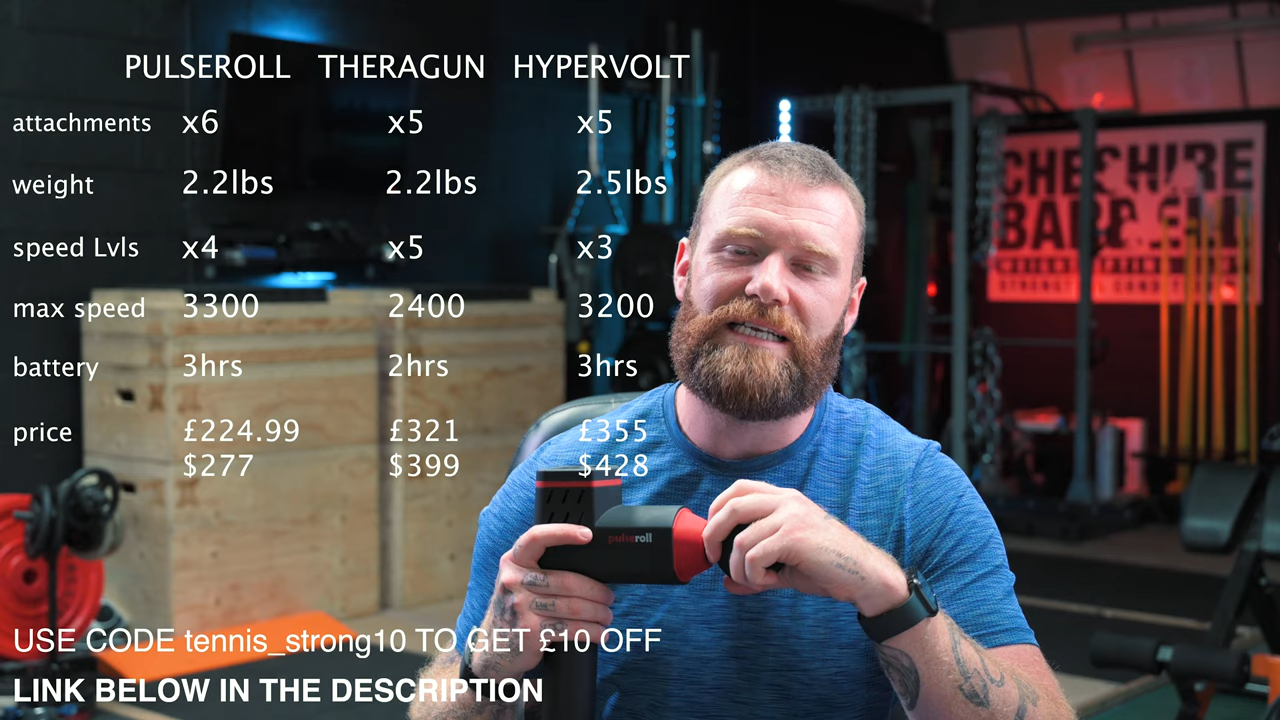 PULSEROLL THERAGUN HYPERVOLT
attachments x6 x5 x5
weight 2.2lbs 2.2lbs 2.5lbs
speed Lvls x4 x5 x3
max speed 3300 2400 3200
battery 3hrs 2hrs 3hrs
price £224.99 £321 £355
$277 $399 $428
CHESHIRE
BARBELL
pulseroll
USE CODE tennis_strong10 TO GET £10 OFF
LINK BELOW IN THE DESCRIPTION